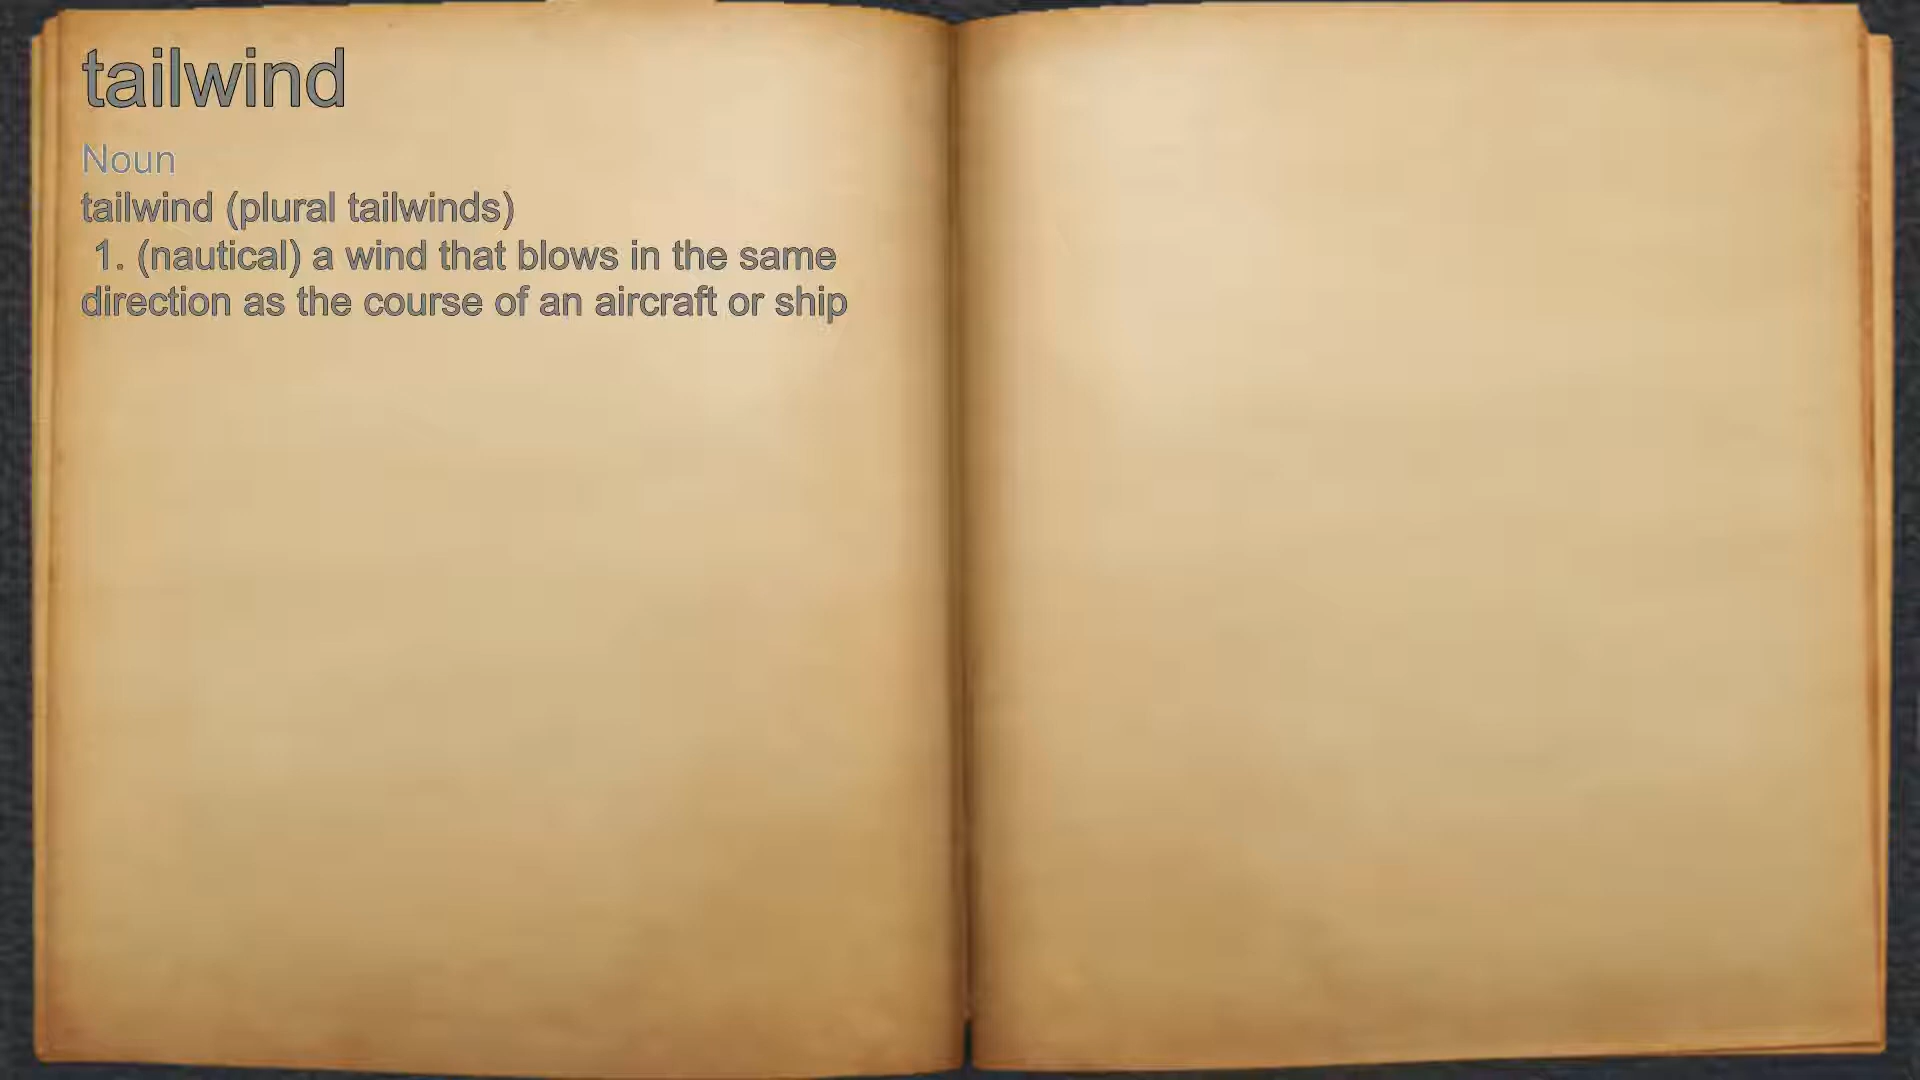 tailwind
Noun
tailwind (plural tailwinds)
1. (nautical) a wind that blows in the same
direction as the course of an aircraft or ship